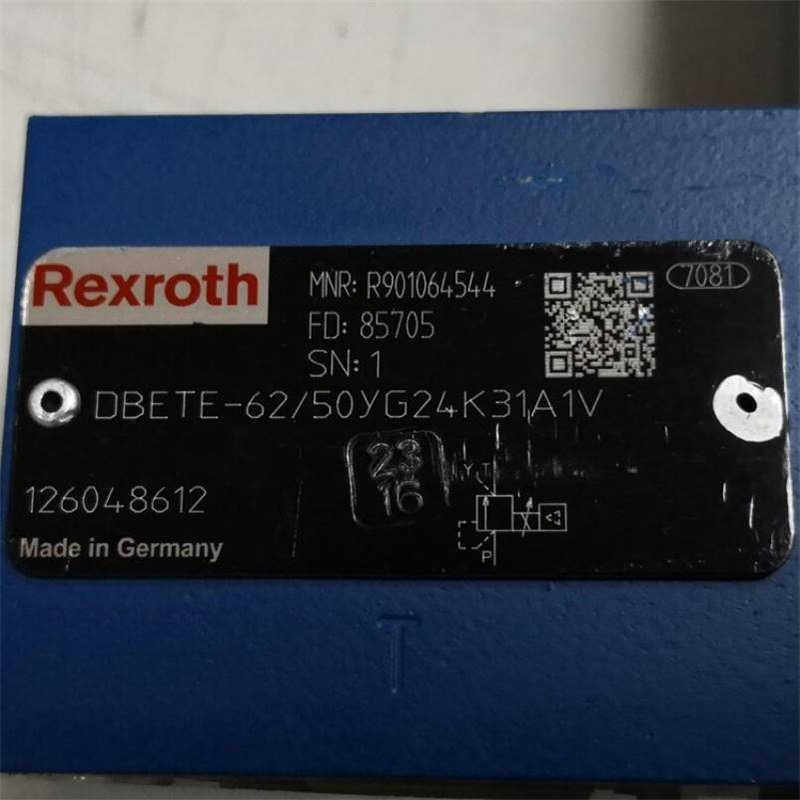 Rexroth
MNR: R901064544
FD: 85705
SN: 1
7081
DBETE-62/50YG24K31A1V
23
16
126048612
Made in Germany
Y T
P
T